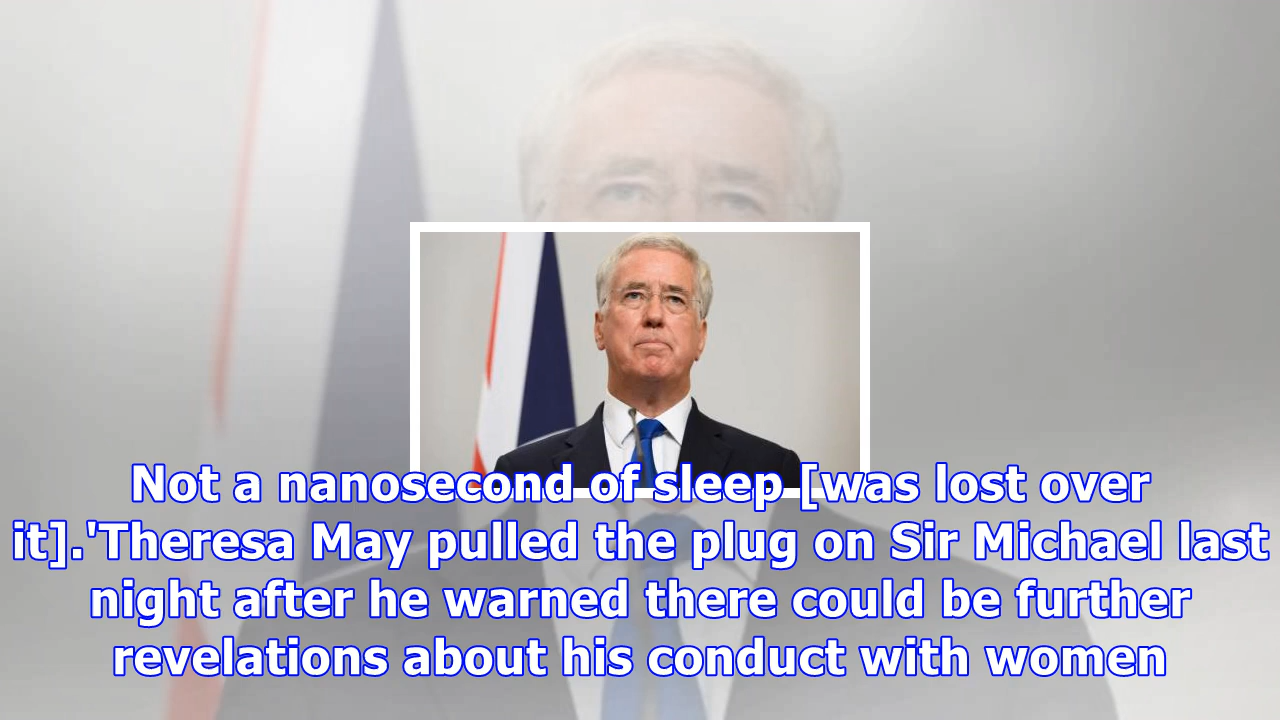 Not a nanosecond of sleep [was lost over
it].'Theresa May pulled the plug on Sir Michael last
night after he warned there could be further
revelations about his conduct with women